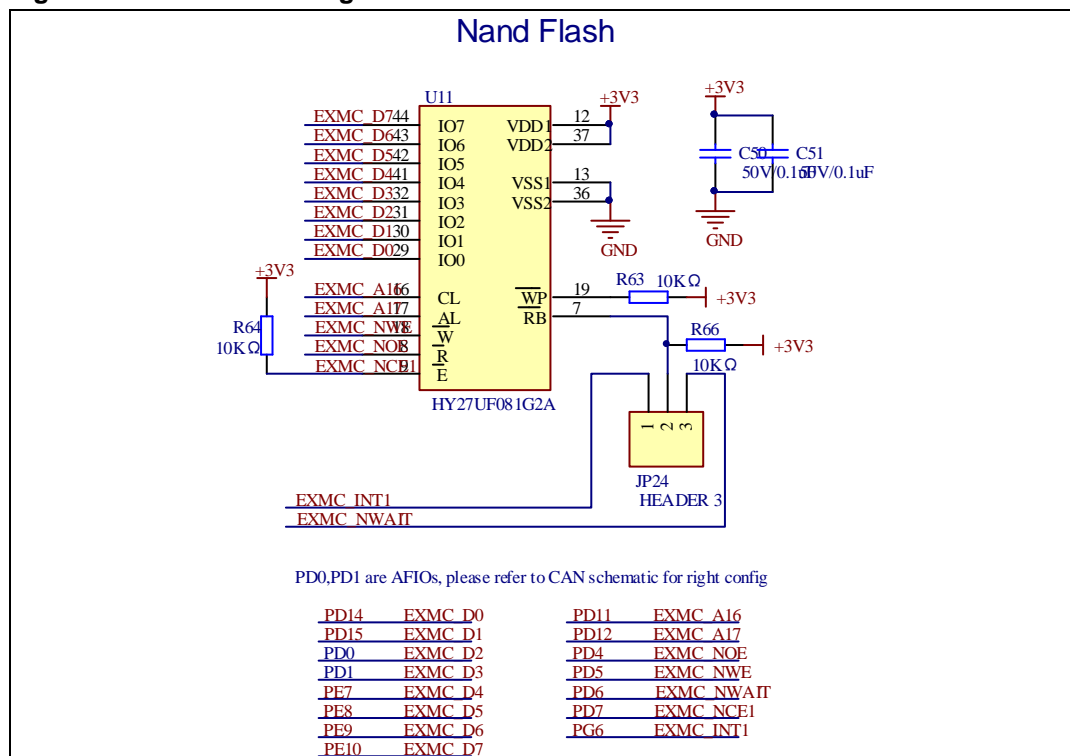 Nand Flash
U11
EXMC_D7 44 IO7
EXMC_D6 43 IO6
EXMC_D5 42 IO5
EXMC_D4 41 IO4
EXMC_D3 32 IO3
EXMC_D2 31 IO2
EXMC_D1 30 IO1
EXMC_D0 29 IO0
EXMC_A16 16 CL
EXMC_A17 17 AL
EXMC_NWE 18 W
EXMC_NOE 8 R
EXMC_NCE1 9 E
+3V3
R64
10KΩ
VDD1 12
VDD2 37
+3V3
VSS1 13
VSS2 36
GND
WP 19
RB 7
HY27UF081G2A
+3V3
C50
50V/0.1uF
C51
50V/0.1uF
GND
R63 10KΩ
+3V3
R66
10KΩ
+3V3
1 2 3
JP24
HEADER 3
EXMC_INT1
EXMC_NWAIT
PD0,PD1 are AFIOs, please refer to CAN schematic for right config
PD14 EXMC_D0
PD15 EXMC_D1
PD0 EXMC_D2
PD1 EXMC_D3
PE7 EXMC_D4
PE8 EXMC_D5
PE9 EXMC_D6
PE10 EXMC_D7
PD11 EXMC_A16
PD12 EXMC_A17
PD4 EXMC_NOE
PD5 EXMC_NWE
PD6 EXMC_NWAIT
PD7 EXMC_NCE1
PG6 EXMC_INT1